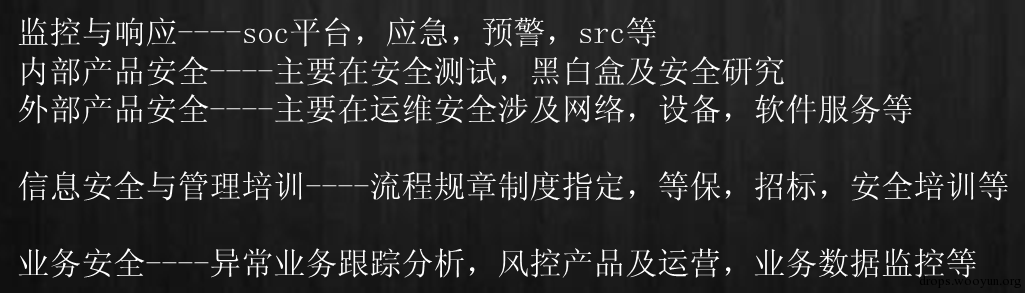 监控与响应----soc平台，应急，预警，src等
内部产品安全----主要在安全测试，黑白盒及安全研究
外部产品安全----主要在运维安全涉及网络，设备，软件服务等
信息安全与管理培训----流程规章制度指定，等保，招标，安全培训等
业务安全----异常业务跟踪分析，风控产品及运营，业务数据监控等
drops.wooyun.org